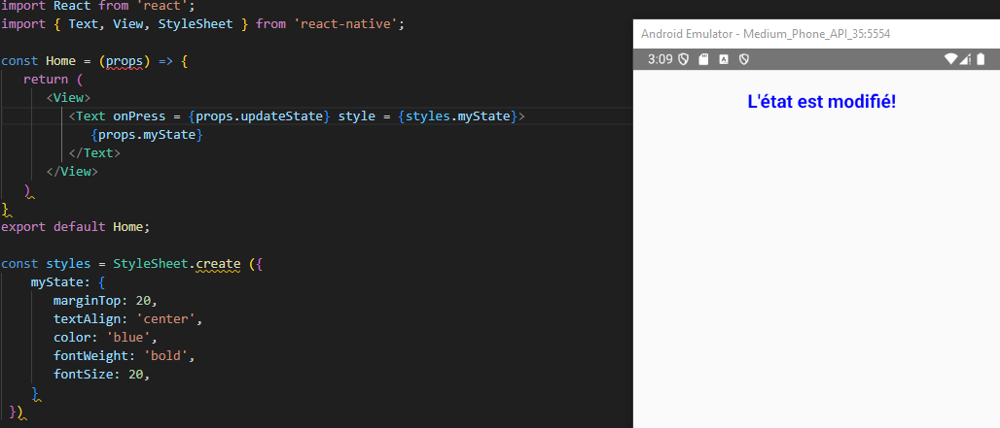 import React from 'react';
import { Text, View, StyleSheet } from 'react-native';
const Home = (props) => {
return (
<View>
<Text onPress = {props.updateState} style = {styles.myState}>
{props.myState}
</Text>
</View>
)
}
export default Home;
const styles = StyleSheet.create ({
myState: {
marginTop: 20,
textAlign: 'center',
color: 'blue',
fontWeight: 'bold',
fontSize: 20,
}
})
Android Emulator - Medium_Phone_API_35:5554
3:09
A
L'état est modifié!